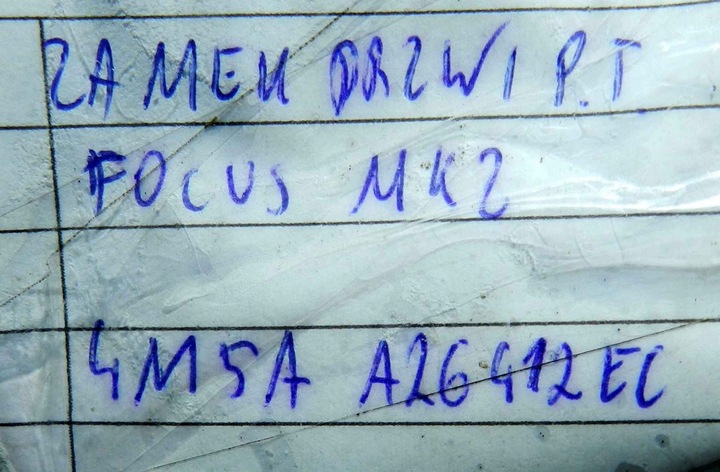 ZAMEK DRZWI P.T.
FOCUS MK2
4M5A A26412EC